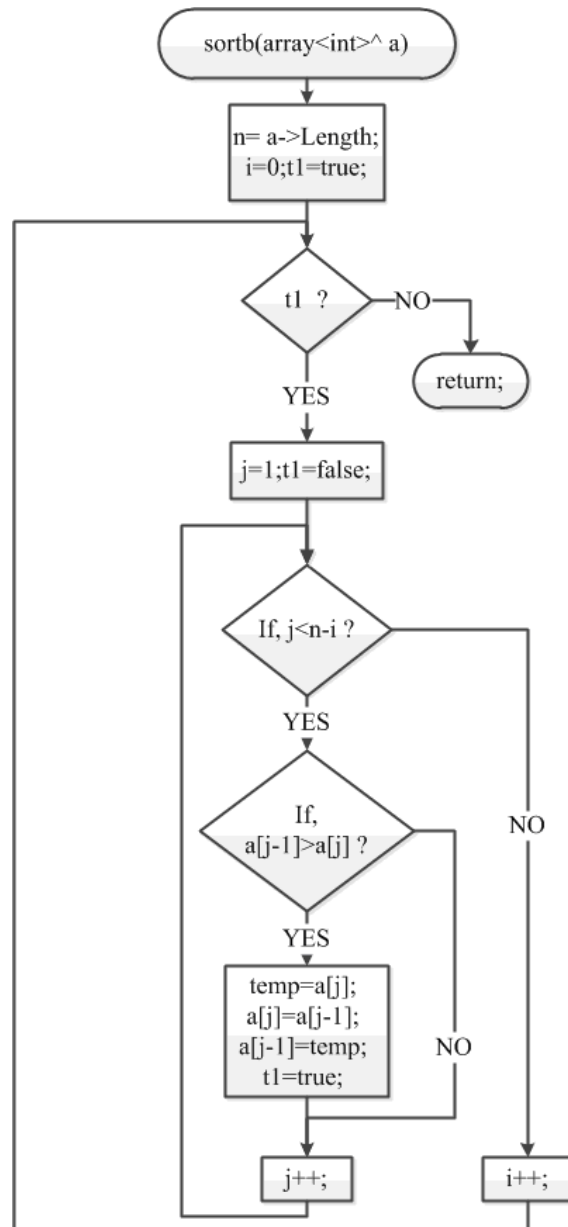 sortb(array<int>^ a)
n= a->Length;
i=0;t1=true;
t1 ?
NO
return;
YES
j=1;t1=false;
If, j<n-i ?
YES
If,
a[j-1]>a[j] ?
NO
YES
temp=a[j];
a[j]=a[j-1];
a[j-1]=temp;
t1=true;
NO
j++;
i++;